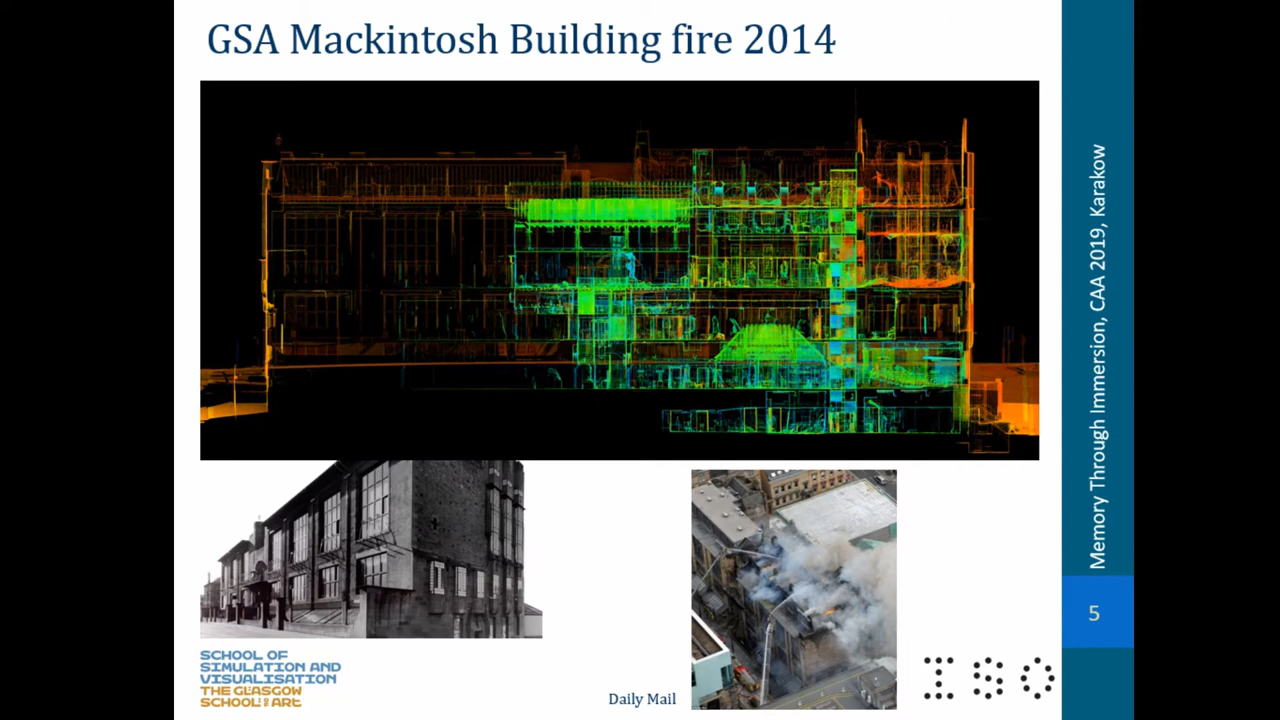 GSA Mackintosh Building fire 2014
Memory Through Immersion, CAA 2019, Karakow
5
SCHOOL OF
SIMULATION AND
VISUALISATION
THE GLASGOW
SCHOOL OF ART
Daily Mail
ISO